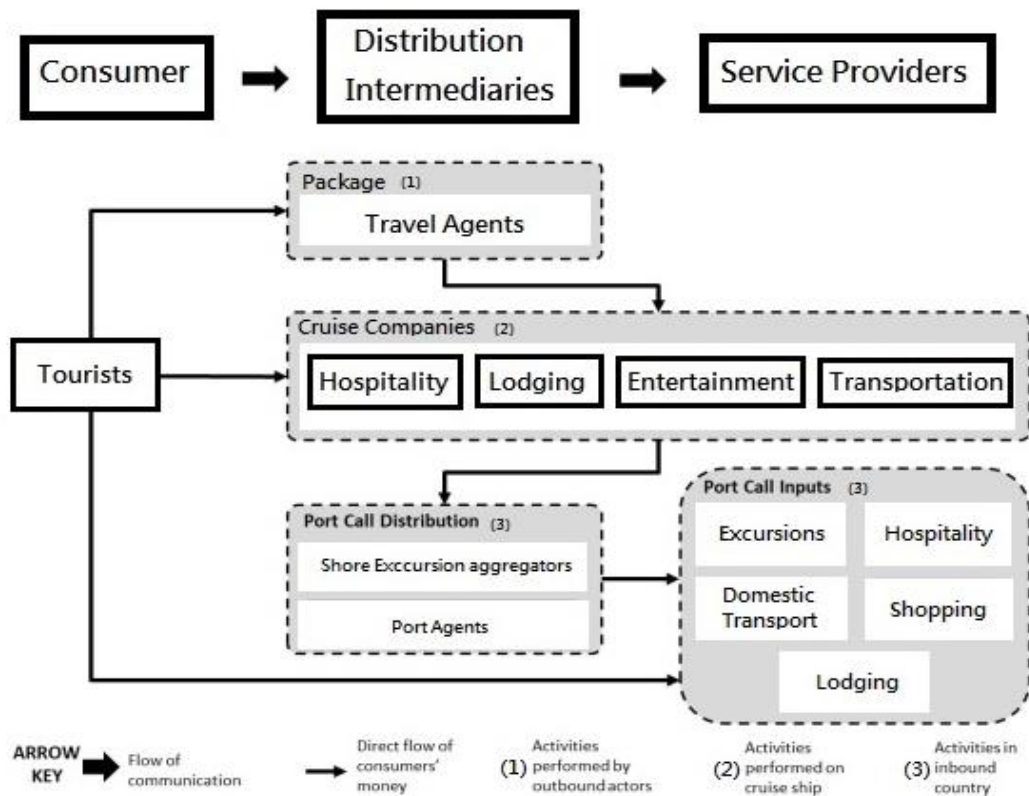 Consumer
Distribution
Intermediaries
Service Providers
Package (1)
Travel Agents
Cruise Companies (2)
Tourists
Hospitality
Lodging
Entertainment
Transportation
Port Call Distribution (3)
Shore Exccursion aggregators
Port Agents
Port Call Inputs (3)
Excursions
Hospitality
Domestic
Transport
Shopping
Lodging
ARROW
KEY
Flow of
communication
Direct flow of
consumers'
money
(1) Activities
performed by
outbound actors
(2) Activities
performed on
cruise ship
(3) Activities in
inbound
country